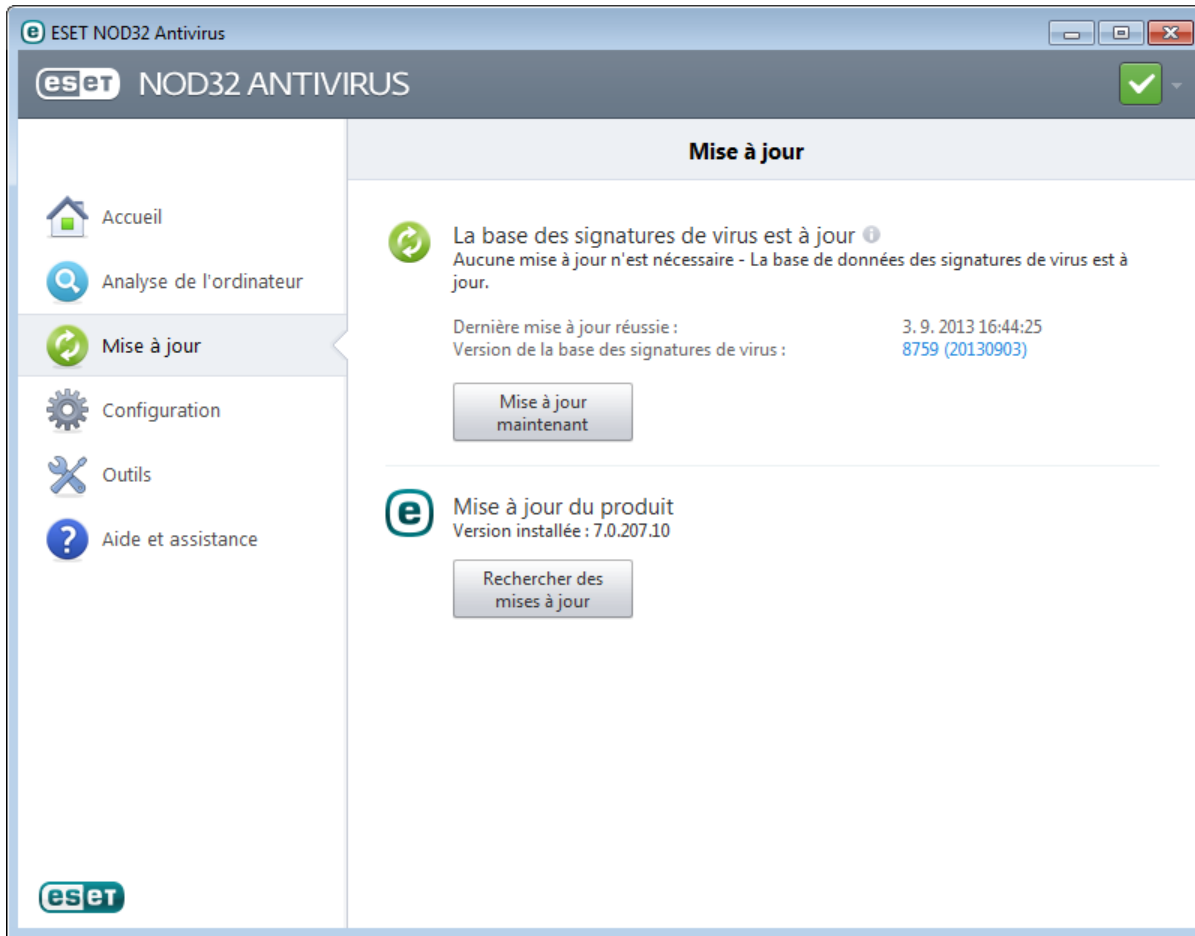 ESET NOD32 Antivirus
eset NOD32 ANTIVIRUS
Mise à jour
Accueil
Analyse de l'ordinateur
Mise à jour
Configuration
Outils
Aide et assistance
La base des signatures de virus est à jour
Aucune mise à jour n'est nécessaire - La base de données des signatures de virus est à
jour.
Dernière mise à jour réussie : 3. 9. 2013 16:44:25
Version de la base des signatures de virus : 8759 (20130903)
Mise à jour
maintenant
Mise à jour du produit
Version installée : 7.0.207.10
Rechercher des
mises à jour
eset